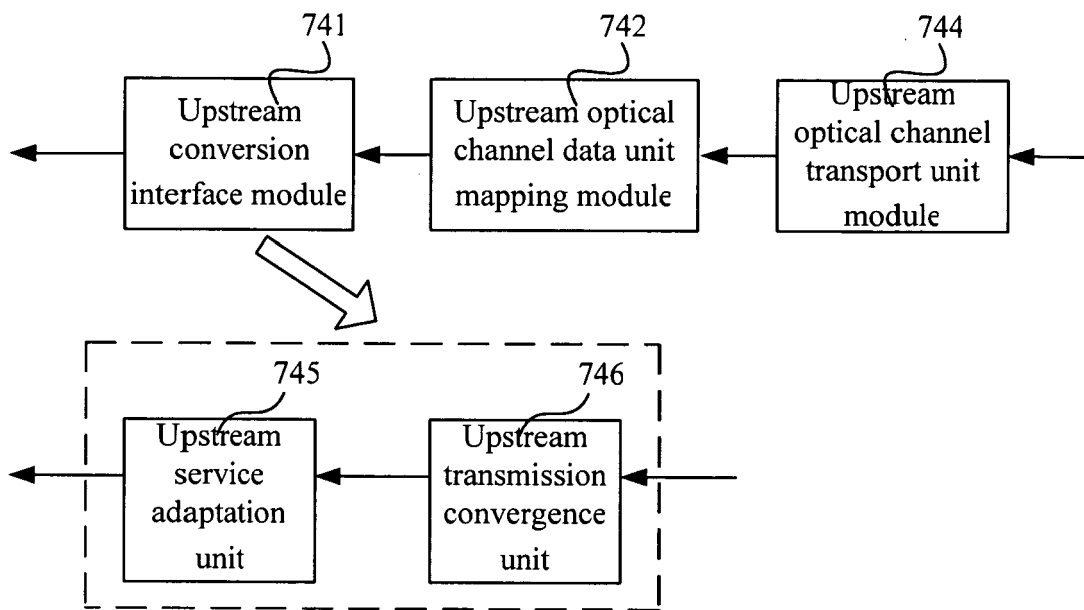 741
742
744
Upstream
conversion
interface module
Upstream optical
channel data unit
mapping module
Upstream
optical channel
transport unit
module
745
746
Upstream
service
adaptation
unit
Upstream
transmission
convergence
unit